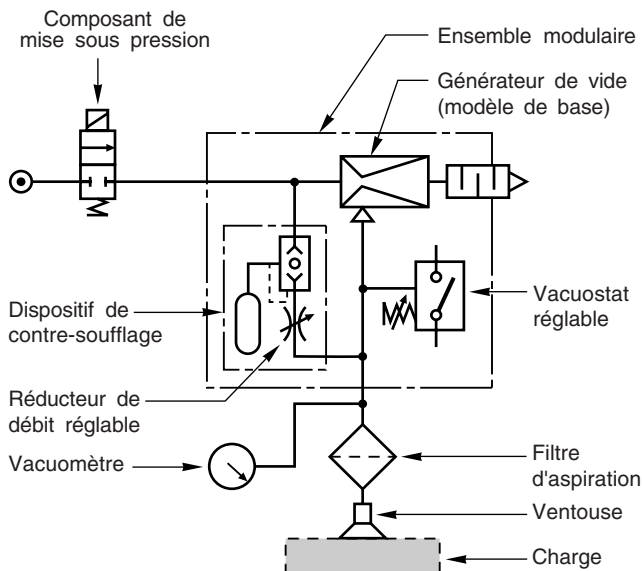 Composant de
mise sous pression
Ensemble modulaire
Générateur de vide
(modèle de base)
Dispositif de
contre-soufflage
Vacuostat
réglable
Réducteur de
débit réglable
Vacuomètre
Filtre
d'aspiration
Ventouse
Charge